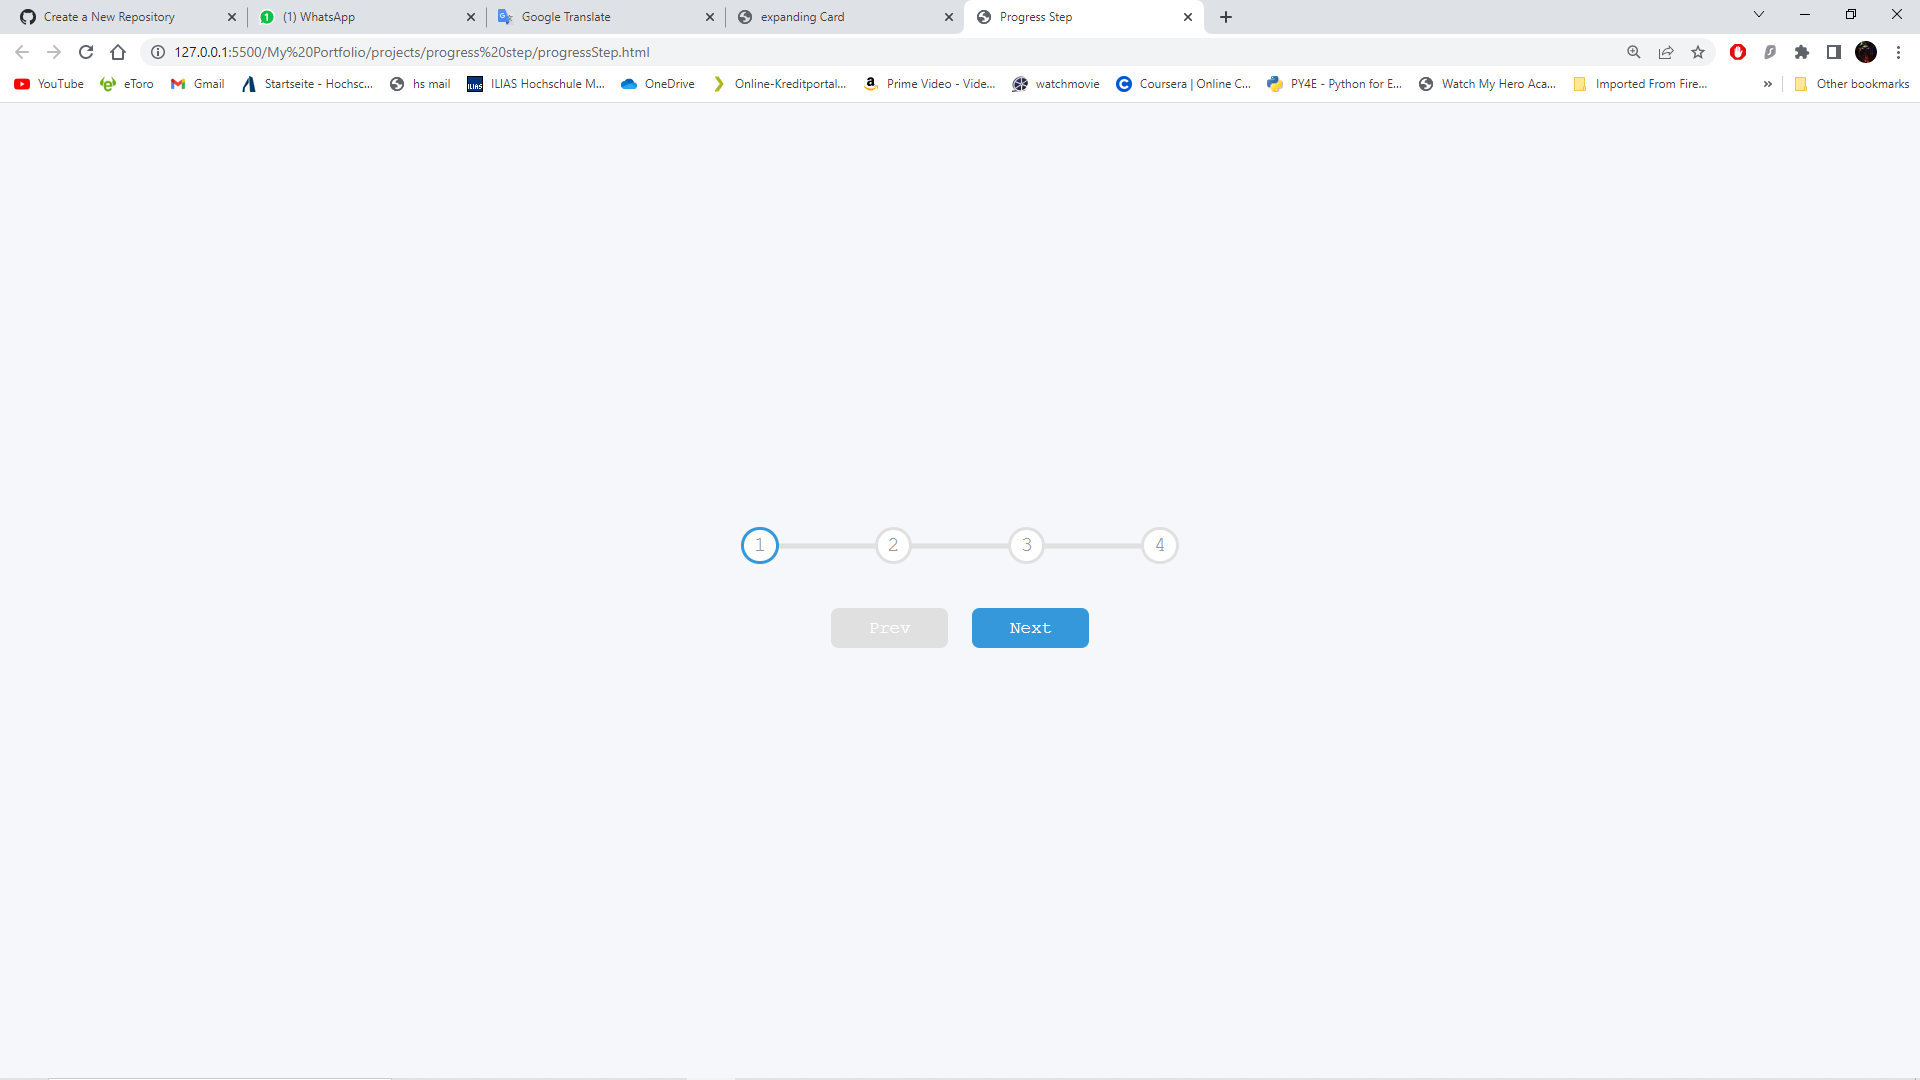 Create a New Repository
(1) WhatsApp
Google Translate
expanding Card
Progress Step
127.0.0.1:5500/My%20Portfolio/projects/progress%20step/progressStep.html
YouTube
eToro
Gmail
Startseite - Hochsc...
hs mail
ILIAS Hochschule M...
OneDrive
Online-Kreditportal...
Prime Video - Vide...
watchmovie
Coursera | Online C...
PY4E - Python for E...
Watch My Hero Aca...
Imported From Fire...
»
Other bookmarks
1 2 3 4
Prev Next